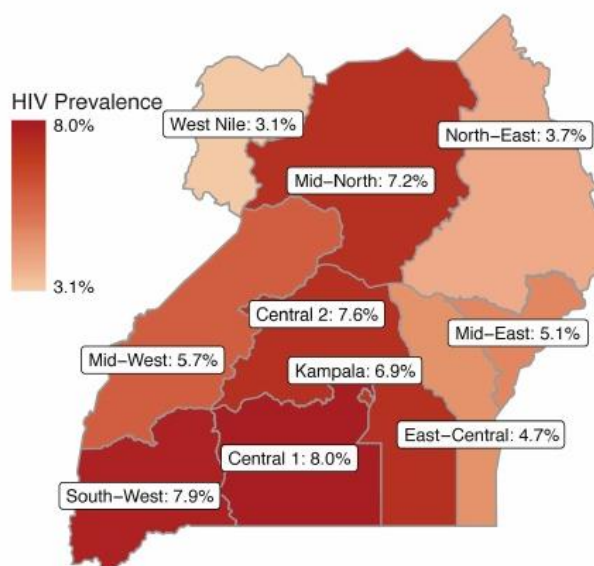 HIV Prevalence
8.0%
3.1%
West Nile: 3.1%
North−East: 3.7%
Mid−North: 7.2%
Central 2: 7.6%
Mid−East: 5.1%
Mid−West: 5.7%
Kampala: 6.9%
East−Central: 4.7%
Central 1: 8.0%
South−West: 7.9%